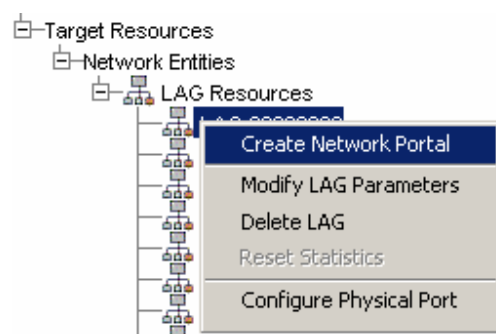 Target Resources
Network Entities
LAG Resources
Create Network Portal
Modify LAG Parameters
Delete LAG
Reset Statistics
Configure Physical Port